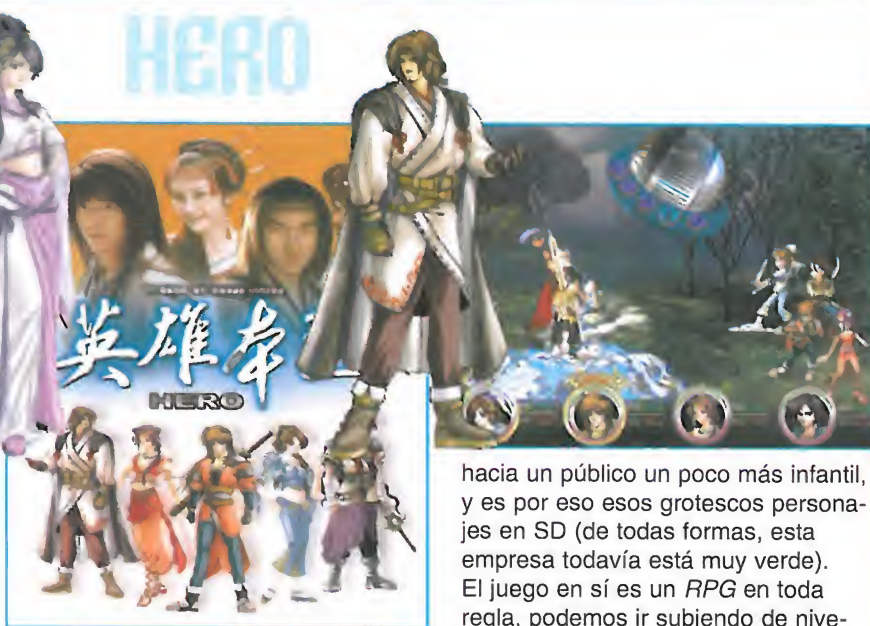 HERO
英雄本
HERO
hacia un público un poco más infantil,
y es por eso esos grotescos persona-
jes en SD (de todas formas, esta
empresa todavía está muy verde).
El juego en sí es un RPG en toda
regla, podemos ir subiendo de nive-